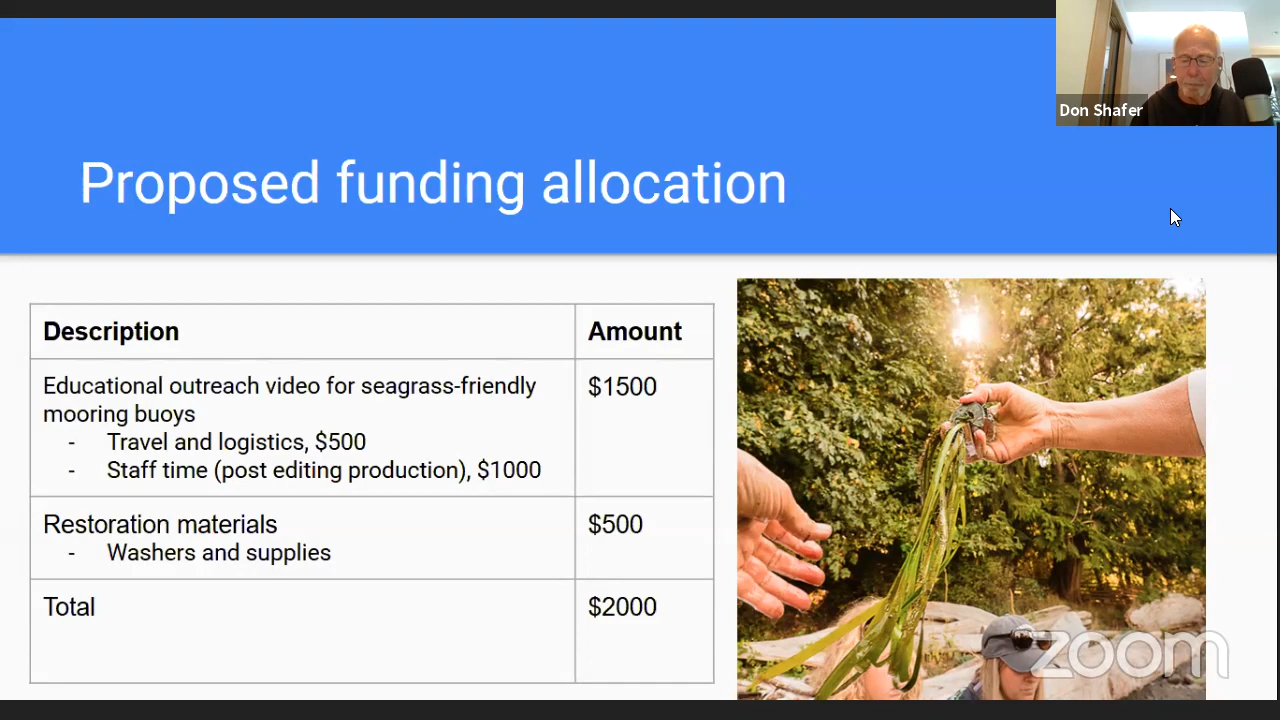 Don Shafer
Proposed funding allocation
Description Amount
Educational outreach video for seagrass-friendly $1500
mooring buoys
- Travel and logistics, $500
- Staff time (post editing production), $1000
Restoration materials $500
- Washers and supplies
Total $2000
zoom